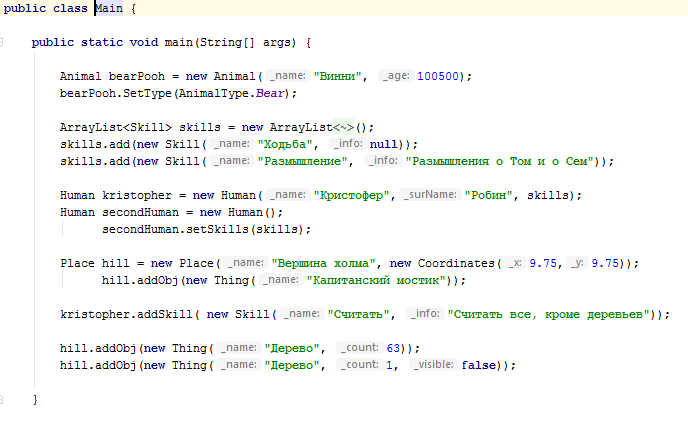 public class Main {
public static void main(String[] args) {
Animal bearPooh = new Animal( _name: "Винни", _age: 100500);
bearPooh.SetType(AnimalType.Bear);
ArrayList<Skill> skills = new ArrayList<~>();
skills.add(new Skill( _name: "Ходьба", _info: null));
skills.add(new Skill( _name: "Размышление", _info: "Размышления о Том и о Сем"));
Human kristopher = new Human( _name: "Кристофер", _surName: "Робин", skills);
Human secondHuman = new Human();
secondHuman.setSkills(skills);
Place hill = new Place( _name: "Вершина холма", new Coordinates( _x: 9.75, _y: 9.75));
hill.addObj(new Thing( _name: "Капитанский мостик"));
kristopher.addSkill( new Skill( _name: "Считать", _info: "Считать все, кроме деревьев"));
hill.addObj(new Thing( _name: "Дерево", _count: 63));
hill.addObj(new Thing( _name: "Дерево", _count: 1, _visible: false));
}